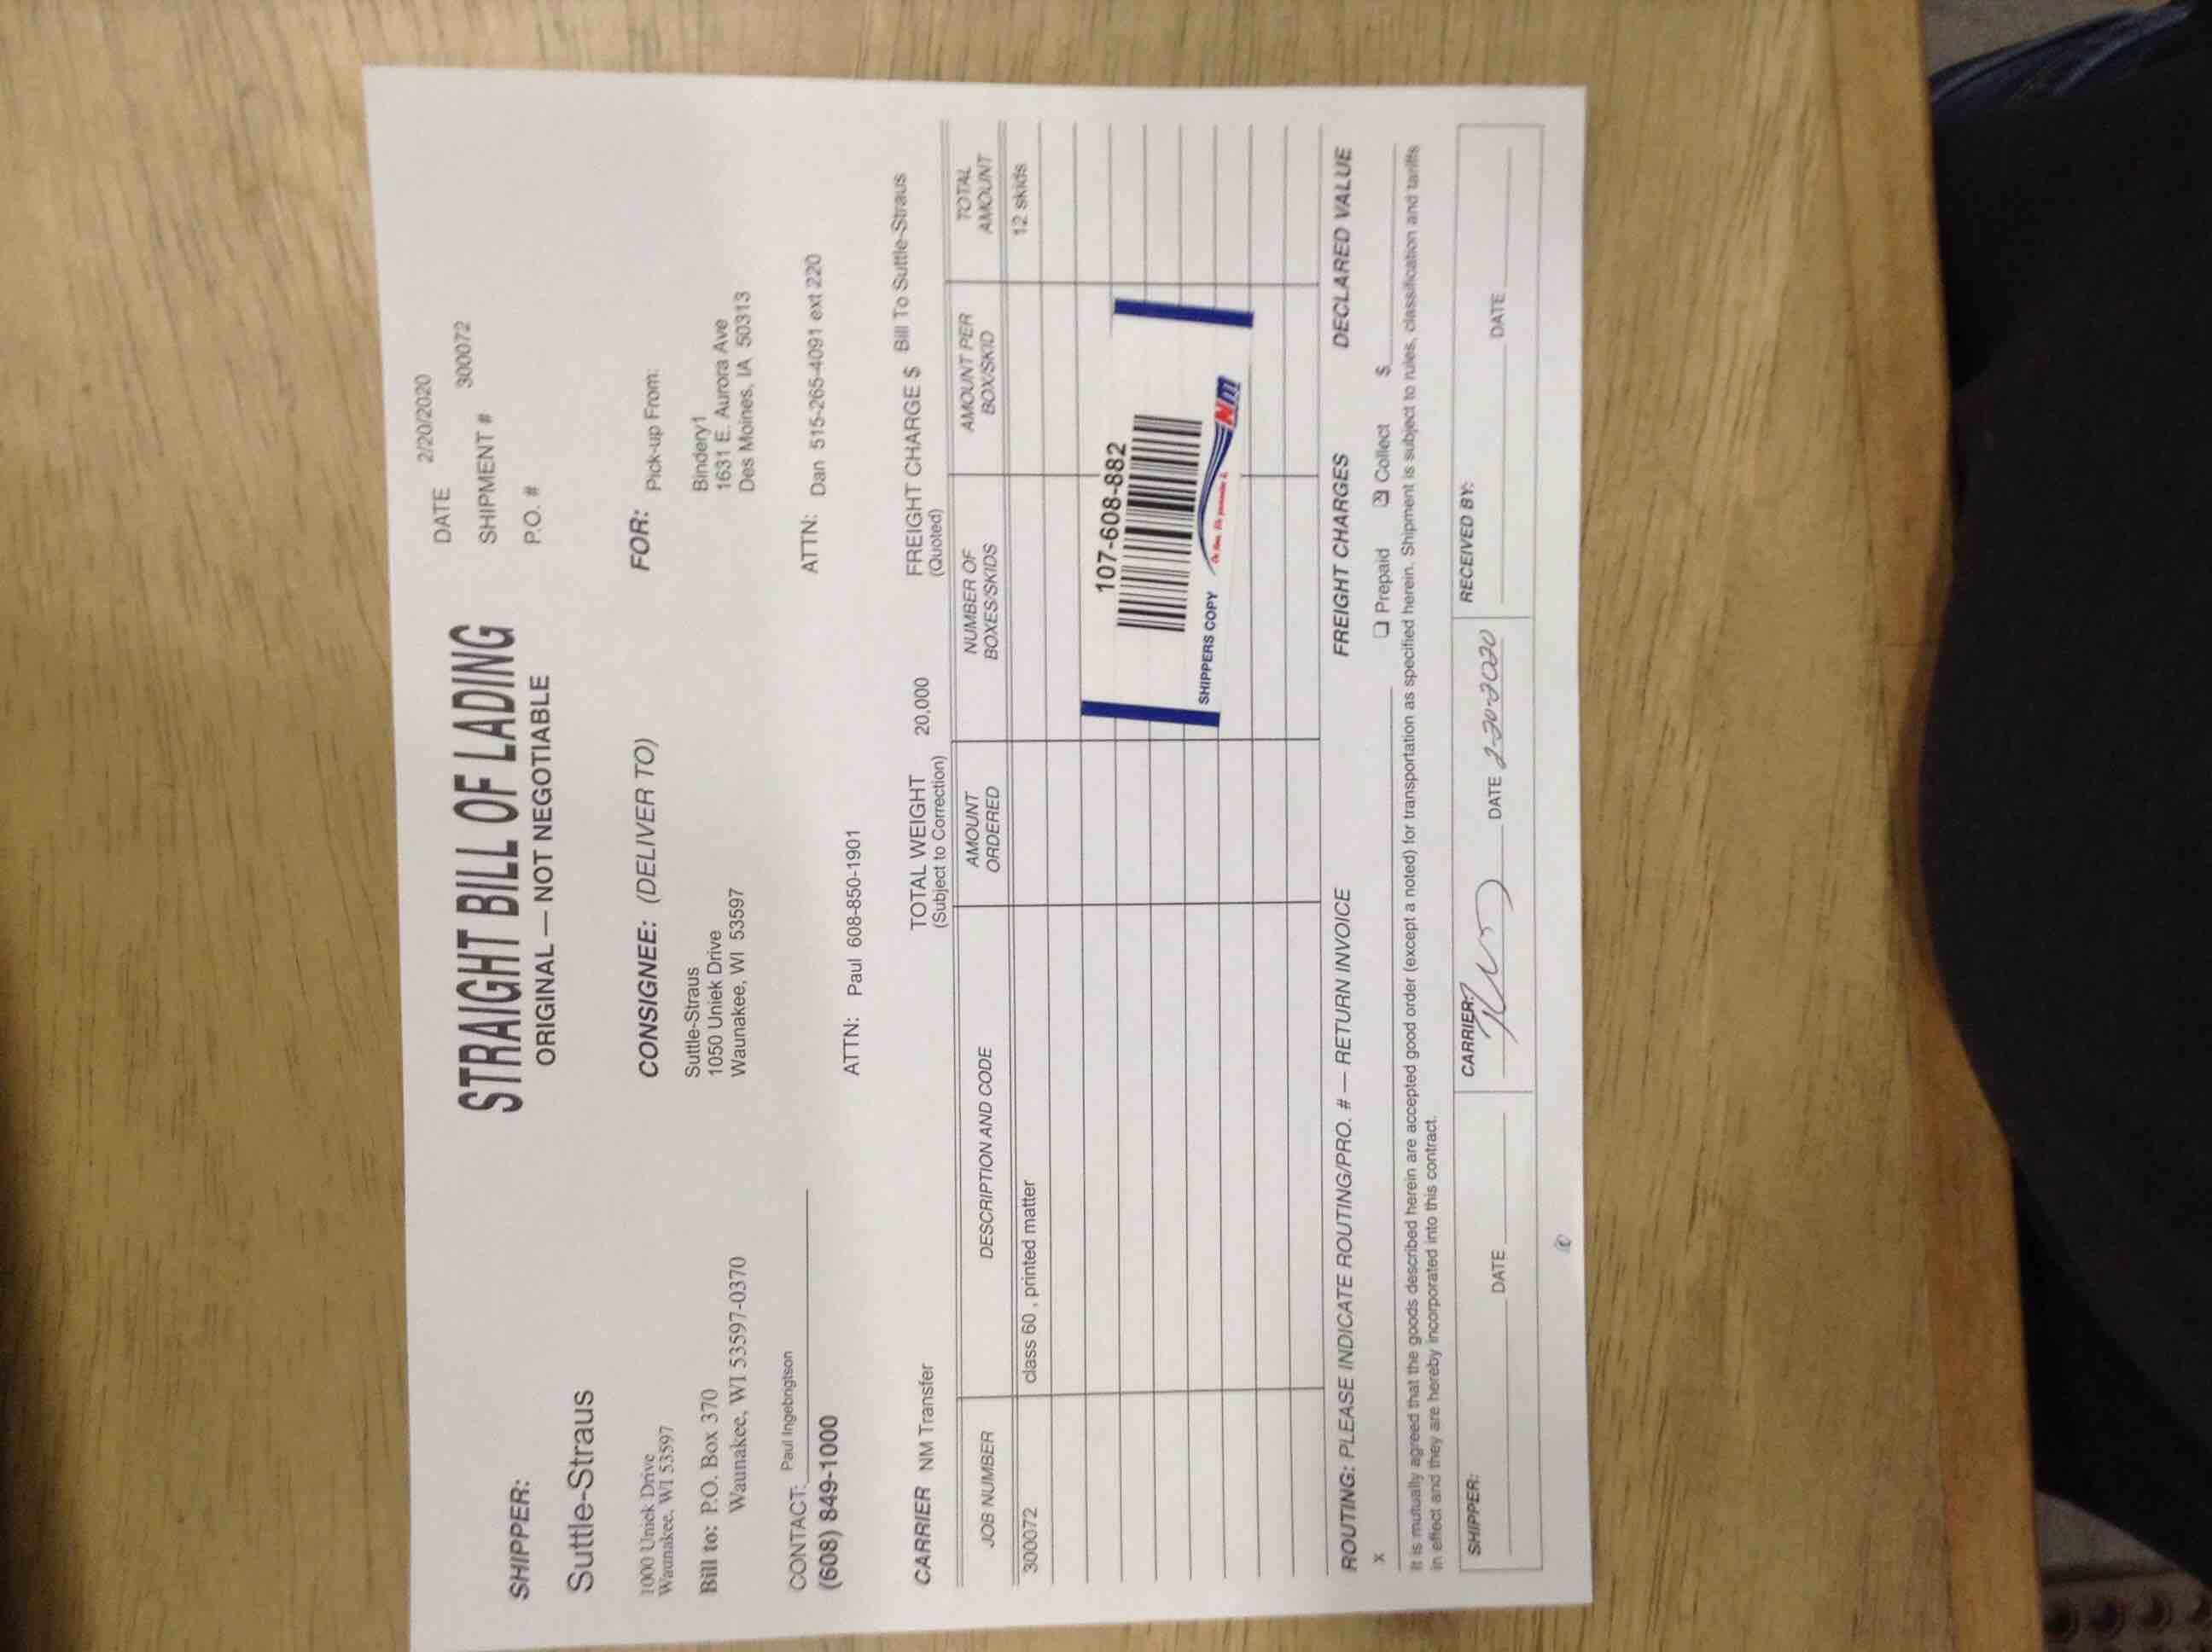 STRAIGHT BILL OF LADING
ORIGINAL — NOT NEGOTIABLE
DATE 2/20/2020
SHIPMENT # 300072
P.O. #
SHIPPER:
Suttle-Straus
1000 Uniek Drive
Waunakee, WI 53597
Bill to: P.O. Box 370
Waunakee, WI 53597-0370
CONTACT: Paul Ingebrigtson
(608) 849-1000
CONSIGNEE: (DELIVER TO)
Suttle-Straus
1050 Uniek Drive
Waunakee, WI 53597
ATTN: Paul 608-850-1901
FOR: Pick-up From:
Bindery1
1631 E. Aurora Ave
Des Moines, IA 50313
ATTN: Dan 515-265-4091 ext 220
CARRIER NM Transfer
TOTAL WEIGHT 20,000
(Subject to Correction)
FREIGHT CHARGE $ Bill To Suttle-Straus
(Quoted)
JOB NUMBER
DESCRIPTION AND CODE
AMOUNT ORDERED
NUMBER OF BOXES/SKIDS
AMOUNT PER BOX/SKID
TOTAL AMOUNT
300072 class 60 , printed matter 12 skids
107-608-882
SHIPPERS COPY
Nm
ROUTING: PLEASE INDICATE ROUTING/PRO. # — RETURN INVOICE
x
FREIGHT CHARGES
Prepaid Collect
DECLARED VALUE
$
It is mutually agreed that the goods described herein are accepted good order (except a noted) for transportation as specified herein. Shipment is subject to rules, classification and tariffs
in effect and they are hereby incorporated into this contract.
SHIPPER:
DATE
CARRIER:
DATE 2-20-2020
RECEIVED BY:
DATE